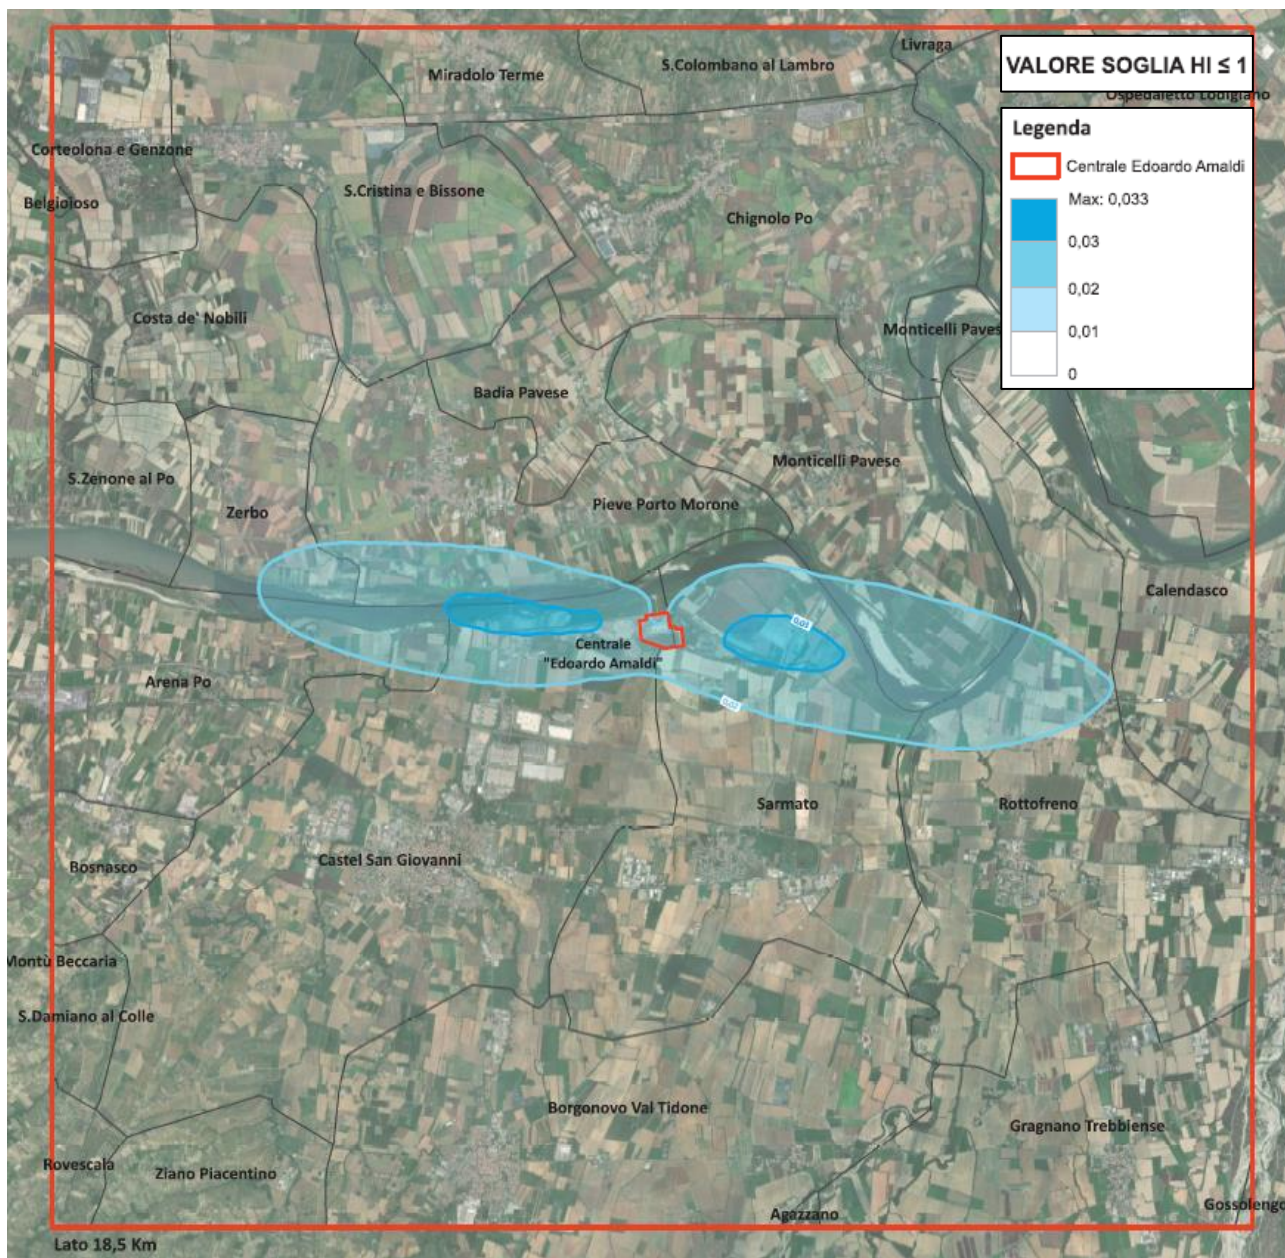 Livraga
VALORE SOGLIA HI ≤ 1
S.Colombano al Lambro
Miradolo Terme
Ospedaletto Lodigiano
Legenda
Centrale Edoardo Amaldi
Max: 0,033
0,03
0,02
0,01
0
Corteolona e Genzone
S.Cristina e Bissone
Belgioioso
Chignolo Po
Costa de' Nobili
Monticelli Paves
Badia Pavese
Monticelli Pavese
S.Zenone al Po
Zerbo
Pieve Porto Morone
Calendasco
0,03
Centrale
"Edoardo Amaldi"
Arena Po
0,02
Sarmato
Rottofreno
Castel San Giovanni
Bosnasco
Montù Beccaria
S.Damiano al Colle
Borgonovo Val Tidone
Gragnano Trebbiense
Rovescala
Ziano Piacentino
Gossolengo
Agazzano
Lato 18,5 Km